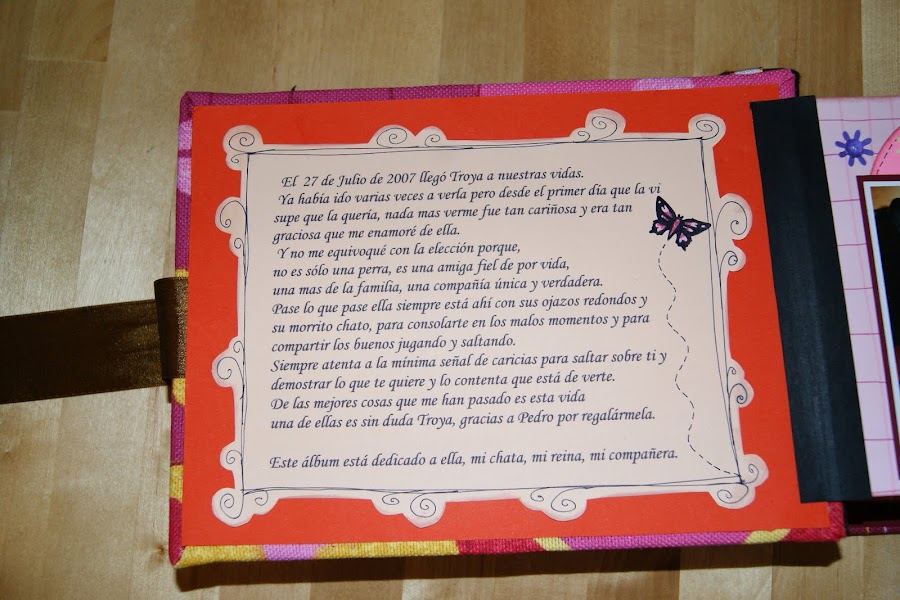 El 27 de Julio de 2007 llegó Troya a nuestras vidas.
Ya había ido varias veces a verla pero desde el primer día que la vi
supe que la quería, nada mas verme fue tan cariñosa y era tan
graciosa que me enamoré de ella.
Y no me equivoqué con la elección porque,
no es sólo una perra, es una amiga fiel de por vida,
una mas de la familia, una compañía única y verdadera.
Pase lo que pase ella siempre está ahí con sus ojazos redondos y
su morrito chato, para consolarte en los malos momentos y para
compartir los buenos jugando y saltando.
Siempre atenta a la mínima señal de caricias para saltar sobre ti y
demostrar lo que te quiere y lo contenta que está de verte.
De las mejores cosas que me han pasado es esta vida
una de ellas es sin duda Troya, gracias a Pedro por regalármela.
Este álbum está dedicado a ella, mi chata, mi reina, mi compañera.